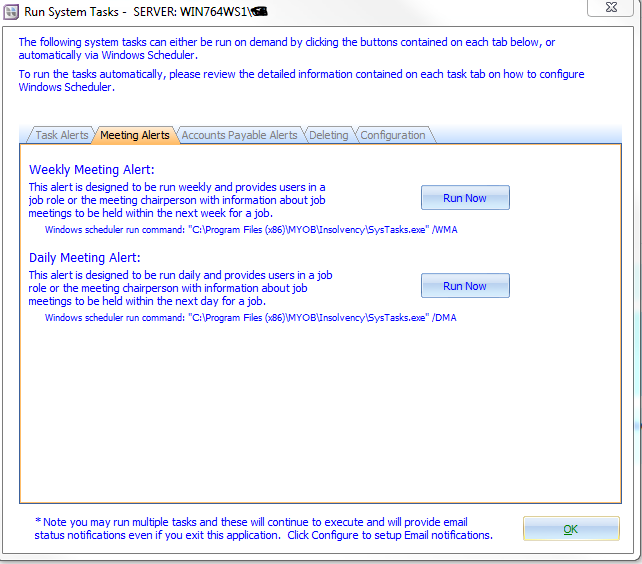 Run System Tasks -  SERVER: WIN764WS1\
The following system tasks can either be run on demand by clicking the buttons contained on each tab below, or
automatically via Windows Scheduler.
To run the tasks automatically, please review the detailed information contained on each task tab on how to configure
Windows Scheduler.
Task Alerts Meeting Alerts Accounts Payable Alerts Deleting Configuration
Weekly Meeting Alert:
This alert is designed to be run weekly and provides users in a
job role or the meeting chairperson with information about job
meetings to be held within the next week for a job.
Run Now
Windows scheduler run command: "C:\Program Files (x86)\MYOB\Insolvency\SysTasks.exe" /WMA
Daily Meeting Alert:
This alert is designed to be run daily and provides users in a job
role or the meeting chairperson with information about job
meetings to be held within the next day for a job.
Run Now
Windows scheduler run command: "C:\Program Files (x86)\MYOB\Insolvency\SysTasks.exe" /DMA
* Note you may run multiple tasks and these will continue to execute and will provide email
status notifications even if you exit this application.  Click Configure to setup Email notifications.
OK